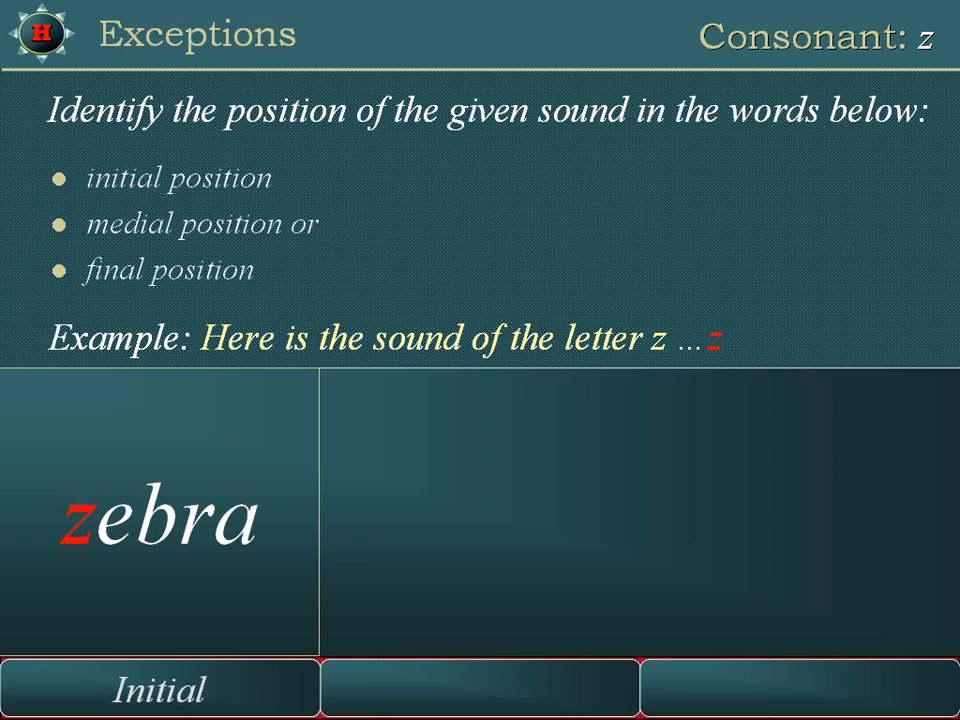 H
Exceptions
Consonant: z
Identify the position of the given sound in the words below:
initial position
medial position or
final position
Example: Here is the sound of the letter z ... z
zebra
Initial